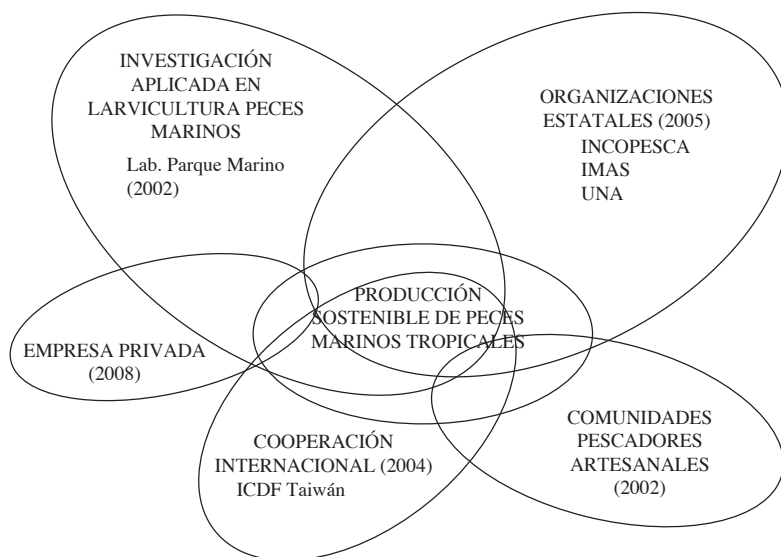 INVESTIGACIÓN
APLICADA EN
LARVICULTURA PECES
MARINOS
Lab. Parque Marino
(2002)
ORGANIZACIONES
ESTATALES (2005)
INCOPESCA
IMAS
UNA
PRODUCCIÓN
SOSTENIBLE DE PECES
MARINOS TROPICALES
EMPRESA PRIVADA
(2008)
COOPERACIÓN
INTERNACIONAL (2004)
ICDF Taiwán
COMUNIDADES
PESCADORES
ARTESANALES
(2002)